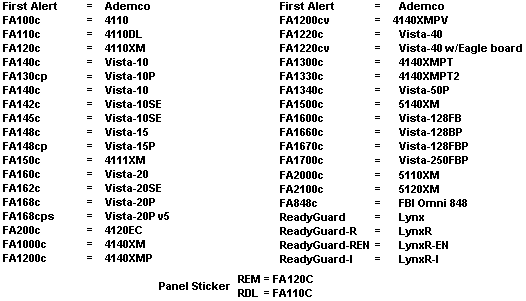 First Alert = Ademco First Alert = Ademco
FA100c = 4110 FA1200cv = 4140XMPV
FA110c = 4110DL FA1220c = Vista-40
FA120c = 4110XM FA1220cv = Vista-40 w/Eagle board
FA140c = Vista-10 FA1300c = 4140XMPT
FA130cp = Vista-10P FA1330c = 4140XMPT2
FA140c = Vista-10 FA1340c = Vista-50P
FA142c = Vista-10SE FA1500c = 5140XM
FA145c = Vista-10SE FA1600c = Vista-128FB
FA148c = Vista-15 FA1660c = Vista-128BP
FA148cp = Vista-15P FA1670c = Vista-128FBP
FA150c = 4111XM FA1700c = Vista-250FBP
FA160c = Vista-20 FA2000c = 5110XM
FA162c = Vista-20SE FA2100c = 5120XM
FA168c = Vista-20P FA848c = FBI Omni 848
FA168cps = Vista-20P v5 ReadyGuard = Lynx
FA200c = 4120EC ReadyGuard-R = LynxR
FA1000c = 4140XM ReadyGuard-REN = LynxR-EN
FA1200c = 4140XMP ReadyGuard-I = LynxR-I
Panel Sticker REM = FA120C
RDL = FA110C